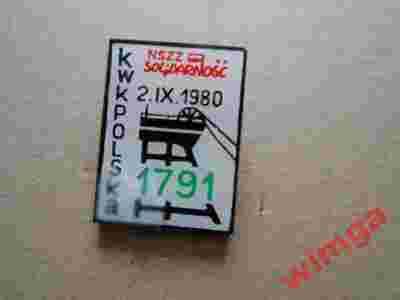 NSZZ
SOLIDARNOŚĆ
KWK POLSKA
2.IX.1980
1791
wimga